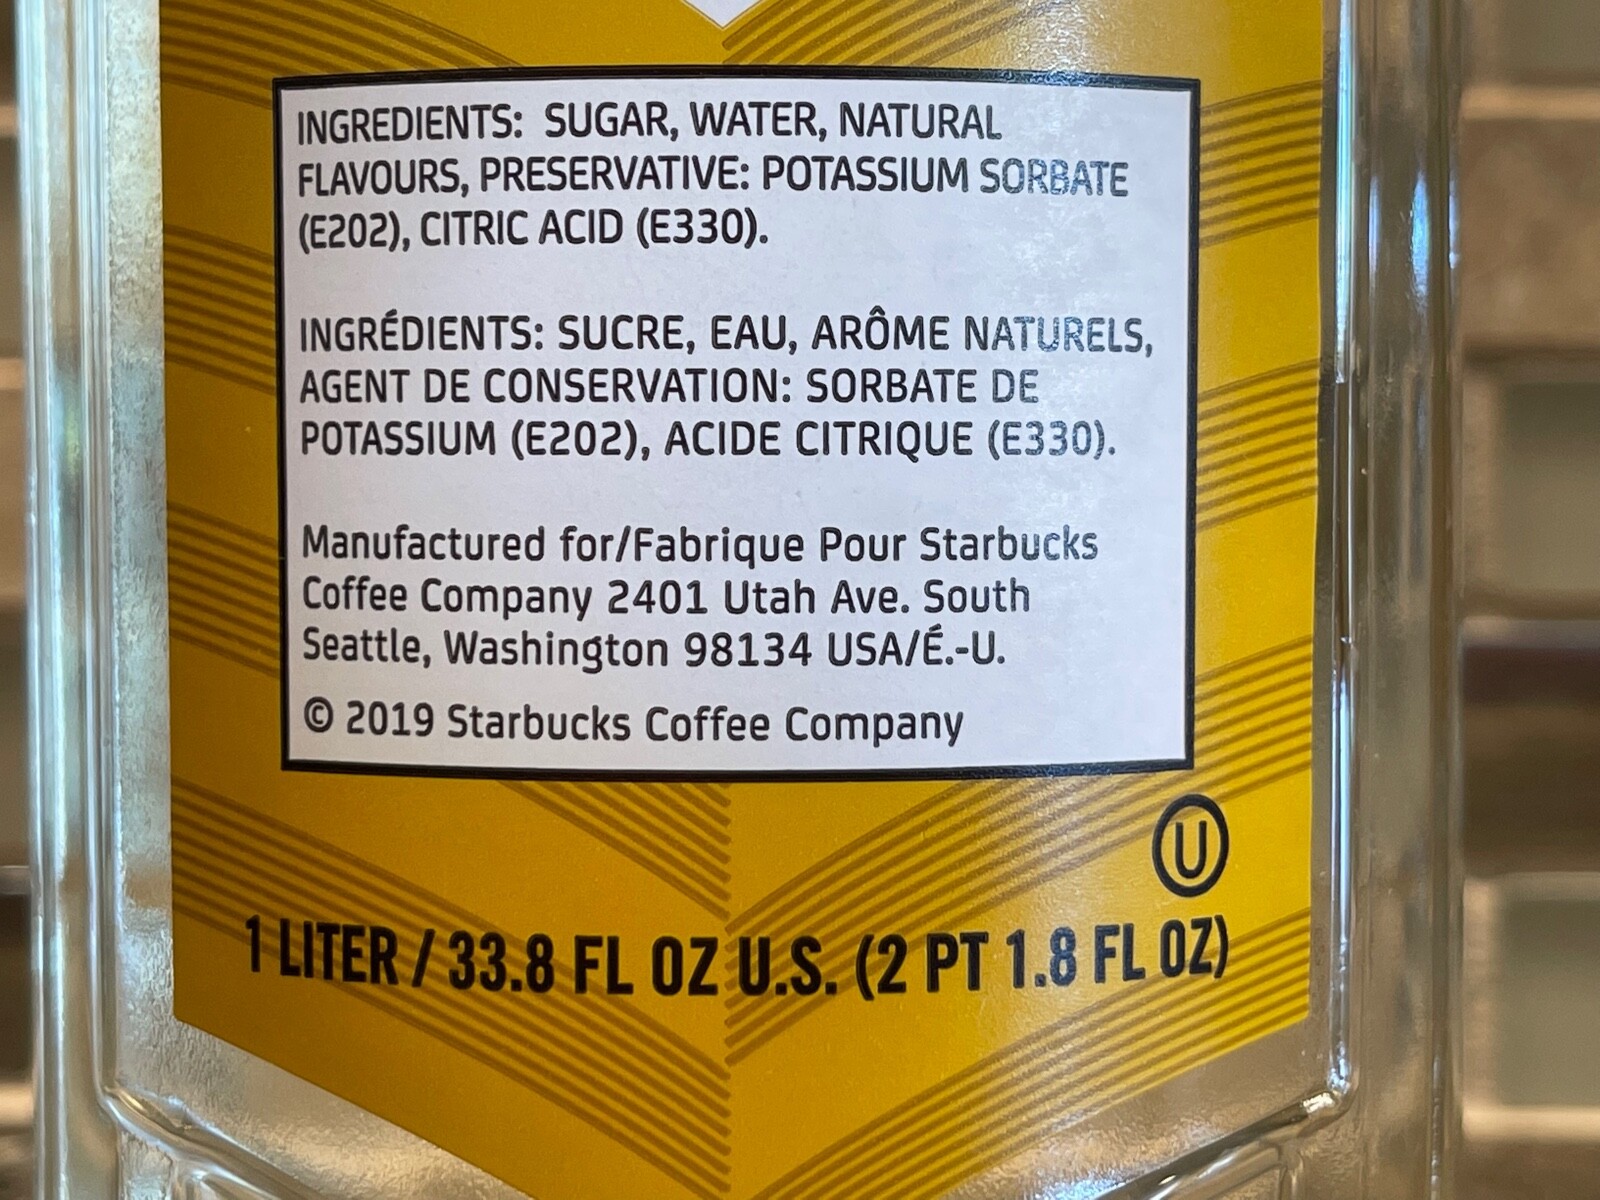 INGREDIENTS: SUGAR, WATER, NATURAL
FLAVOURS, PRESERVATIVE: POTASSIUM SORBATE
(E202), CITRIC ACID (E330).
INGRÉDIENTS: SUCRE, EAU, ARÔME NATURELS,
AGENT DE CONSERVATION: SORBATE DE
POTASSIUM (E202), ACIDE CITRIQUE (E330).
Manufactured for/Fabrique Pour Starbucks
Coffee Company 2401 Utah Ave. South
Seattle, Washington 98134 USA/É.-U.
© 2019 Starbucks Coffee Company
U
1 LITER / 33.8 FL OZ U.S. (2 PT 1.8 FL OZ)